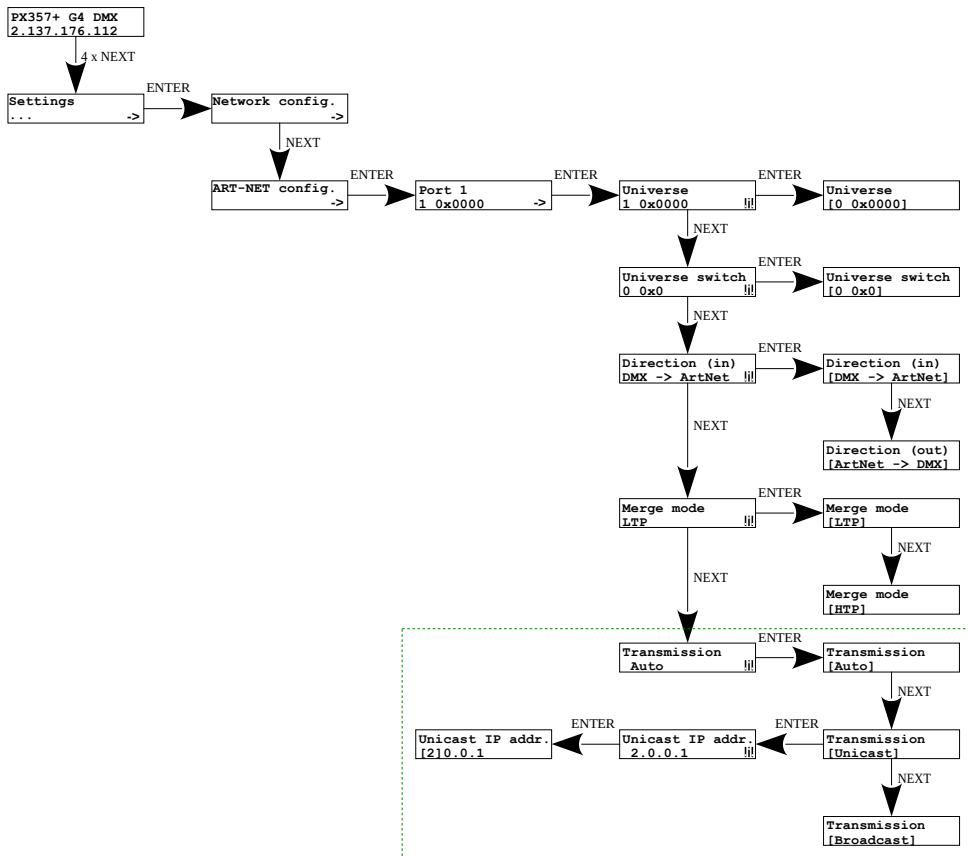 PX357+ G4 DMX
2.137.176.112
4 x NEXT
Settings
... ->
ENTER
Network config.
->
NEXT
ART-NET config.
->
ENTER
Port 1
1 0x0000 ->
ENTER
Universe
1 0x0000 !i!
ENTER
Universe
[0 0x0000]
NEXT
Universe switch
0 0x0 !i!
ENTER
Universe switch
[0 0x0]
NEXT
Direction (in)
DMX -> ArtNet !i!
ENTER
Direction (in)
[DMX -> ArtNet]
NEXT
Direction (out)
[ArtNet -> DMX]
NEXT
Merge mode
LTP !i!
ENTER
Merge mode
[LTP]
NEXT
Merge mode
[HTP]
NEXT
Transmission
Auto !i!
ENTER
Transmission
[Auto]
NEXT
Transmission
[Unicast]
ENTER
Unicast IP addr.
2.0.0.1 !i!
ENTER
Unicast IP addr.
[2]0.0.1
NEXT
Transmission
[Broadcast]